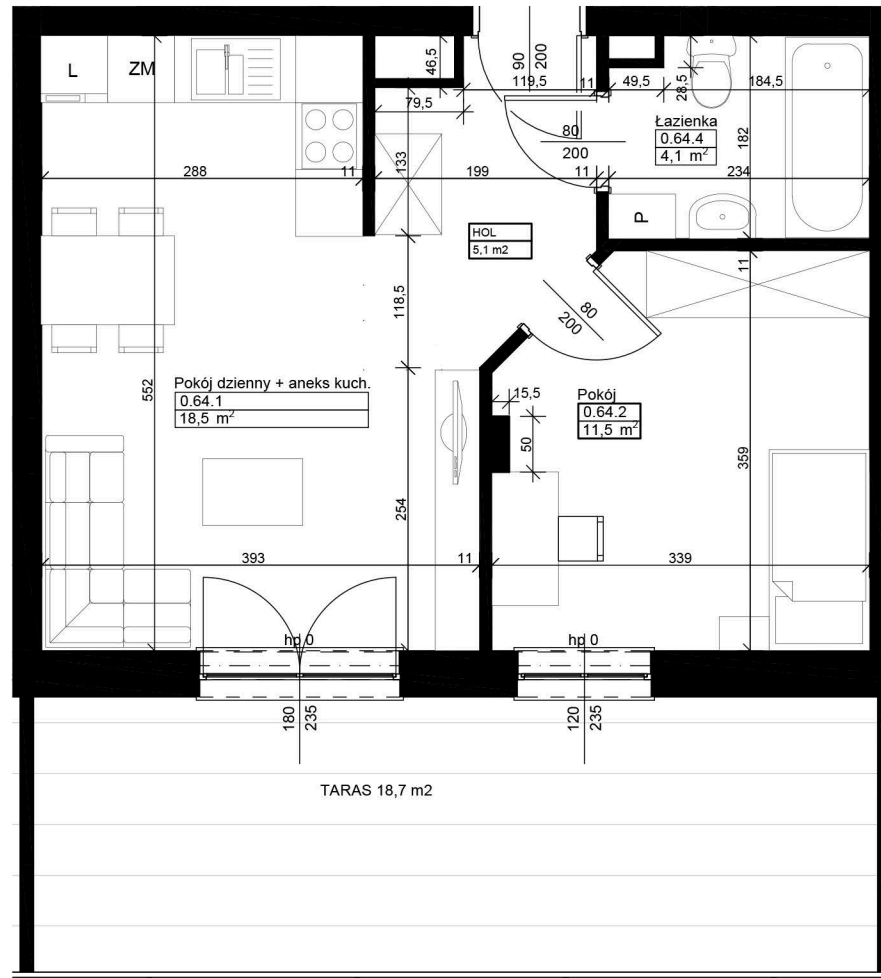 L
ZM
46,5
90
200
119,5
11
49,5
28,5
184,5
79,5
80
200
Łazienka
0.64.4
4,1 m²
182
288
11
133
199
11
234
P
HOL
5,1 m2
11
118,5
80
200
552
Pokój dzienny + aneks kuch.
0.64.1
18,5 m²
15,5
Pokój
0.64.2
11,5 m²
50
359
254
393
11
339
hp 0
hp 0
180
235
120
235
TARAS 18,7 m2